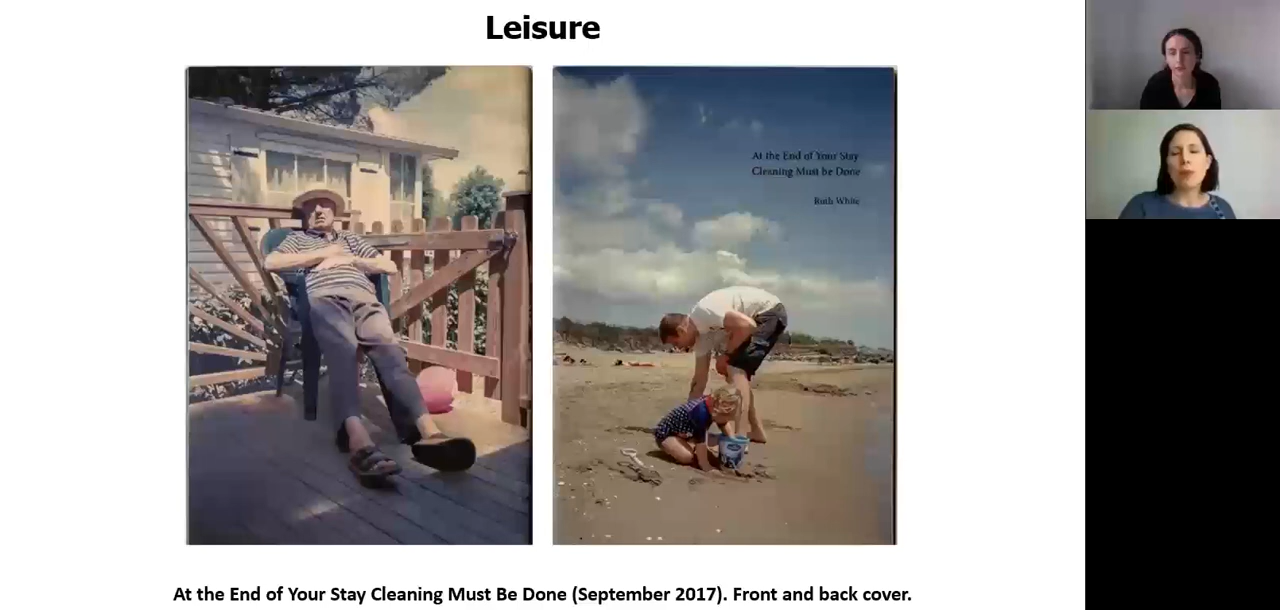 Leisure
At the End of Your Stay
Cleaning Must be Done
Ruth White
At the End of Your Stay Cleaning Must Be Done (September 2017). Front and back cover.